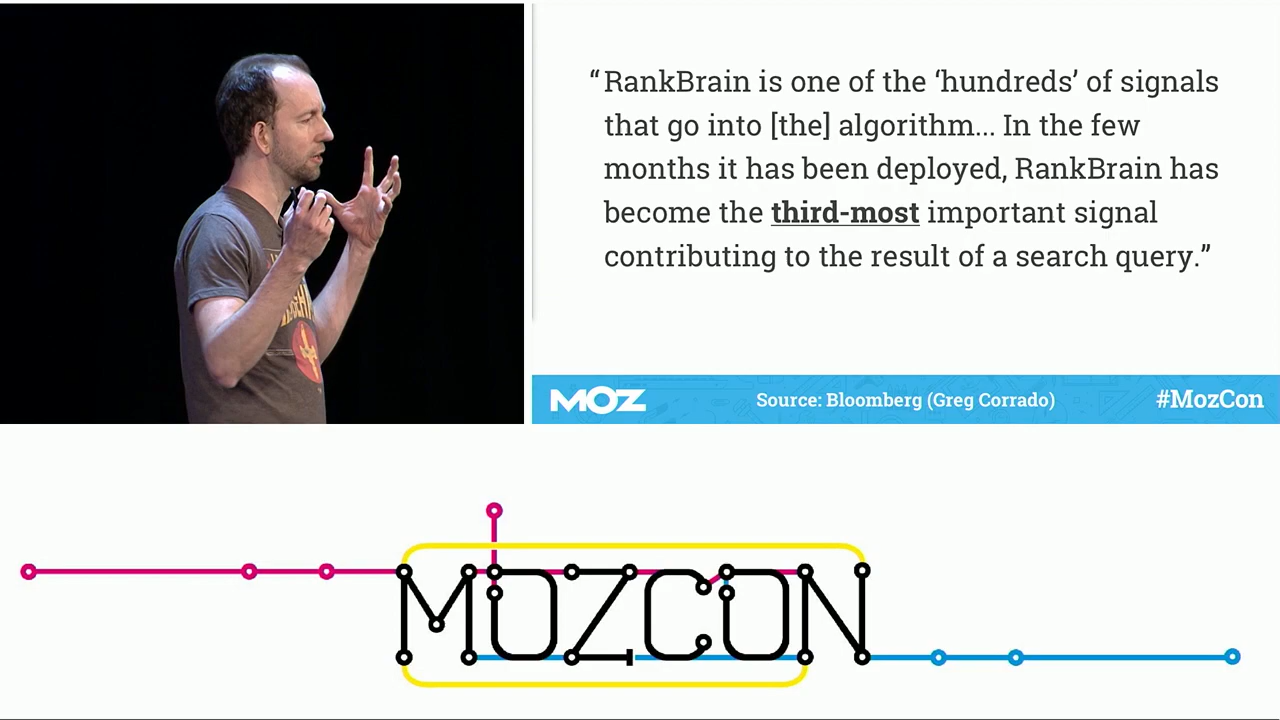 “RankBrain is one of the ‘hundreds’ of signals
that go into [the] algorithm... In the few
months it has been deployed, RankBrain has
become the third-most important signal
contributing to the result of a search query.”
MOZ
Source: Bloomberg (Greg Corrado)
#MozCon
MOZCON